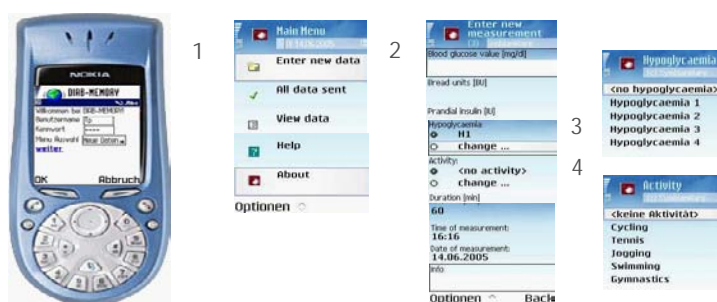 NOKIA
DIAB-MEMORY
Willkommen bei DIAB-MEMORY!
Benutzername To
Kennwort ----
Menu Auswahl Neue Daten
weiter
OK Abbruch
1
Main Menu
14.06.2005
Enter new data
All data sent
View data
Help
About
Optionen
2
Enter new
measurement
Blood glucose value [mg/dl]
Bread units [BU]
Prandial insulin [IU]
Hypoglycaemia
H1
change ...
Activity:
<no activity>
change ...
Duration [min]
60
Time of measurement:
16:16
Date of measurement:
14.06.2005
Info
Optionen Back
3
Hypoglycaemia
<no hypoglycaemia>
Hypoglycaemia 1
Hypoglycaemia 2
Hypoglycaemia 3
Hypoglycaemia 4
4
Activity
<keine Aktivität>
Cycling
Tennis
Jogging
Swimming
Gymnastics